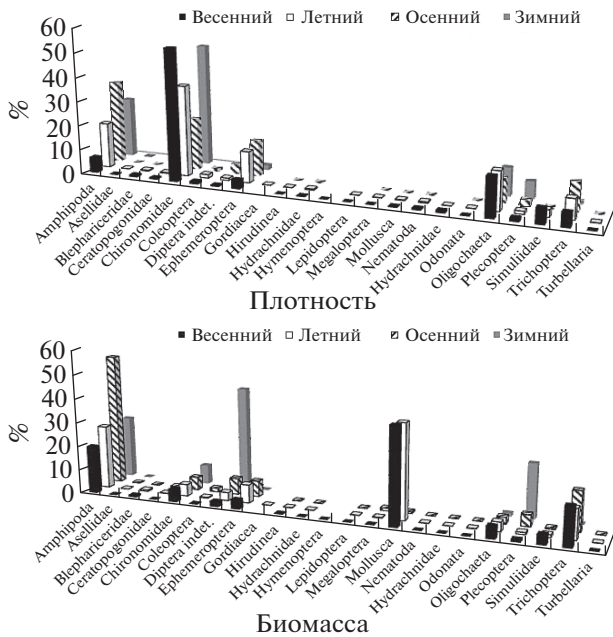 Весенний Летний Осенний Зимний
60
50
40
30
20
10
0
%
Amphipoda
Asellidae
Blephariceridae
Ceratopogonidae
Chironomidae
Coleoptera
Diptera indet.
Ephemeroptera
Gordiacea
Hirudinea
Hydrachnidae
Hymenoptera
Lepidoptera
Megaloptera
Mollusca
Nematoda
Hydrachnidae
Odonata
Oligochaeta
Plecoptera
Simuliidae
Trichoptera
Turbellaria
Плотность
Весенний Летний Осенний Зимний
60
50
40
30
20
10
0
%
Amphipoda
Asellidae
Blephariceridae
Ceratopogonidae
Chironomidae
Coleoptera
Diptera indet.
Ephemeroptera
Gordiacea
Hirudinea
Hydrachnidae
Hymenoptera
Lepidoptera
Megaloptera
Mollusca
Nematoda
Hydrachnidae
Odonata
Oligochaeta
Plecoptera
Simuliidae
Trichoptera
Turbellaria
Биомасса